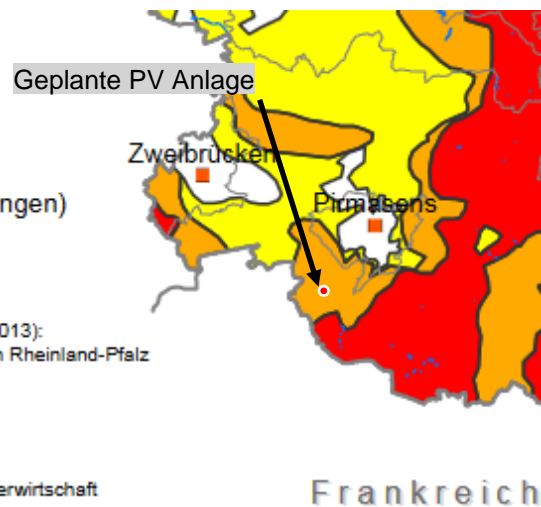 Geplante PV Anlage
Zweibrücken
ngen)
Pirmasens
013):
n Rheinland-Pfalz
erwirtschaft
Frankreich